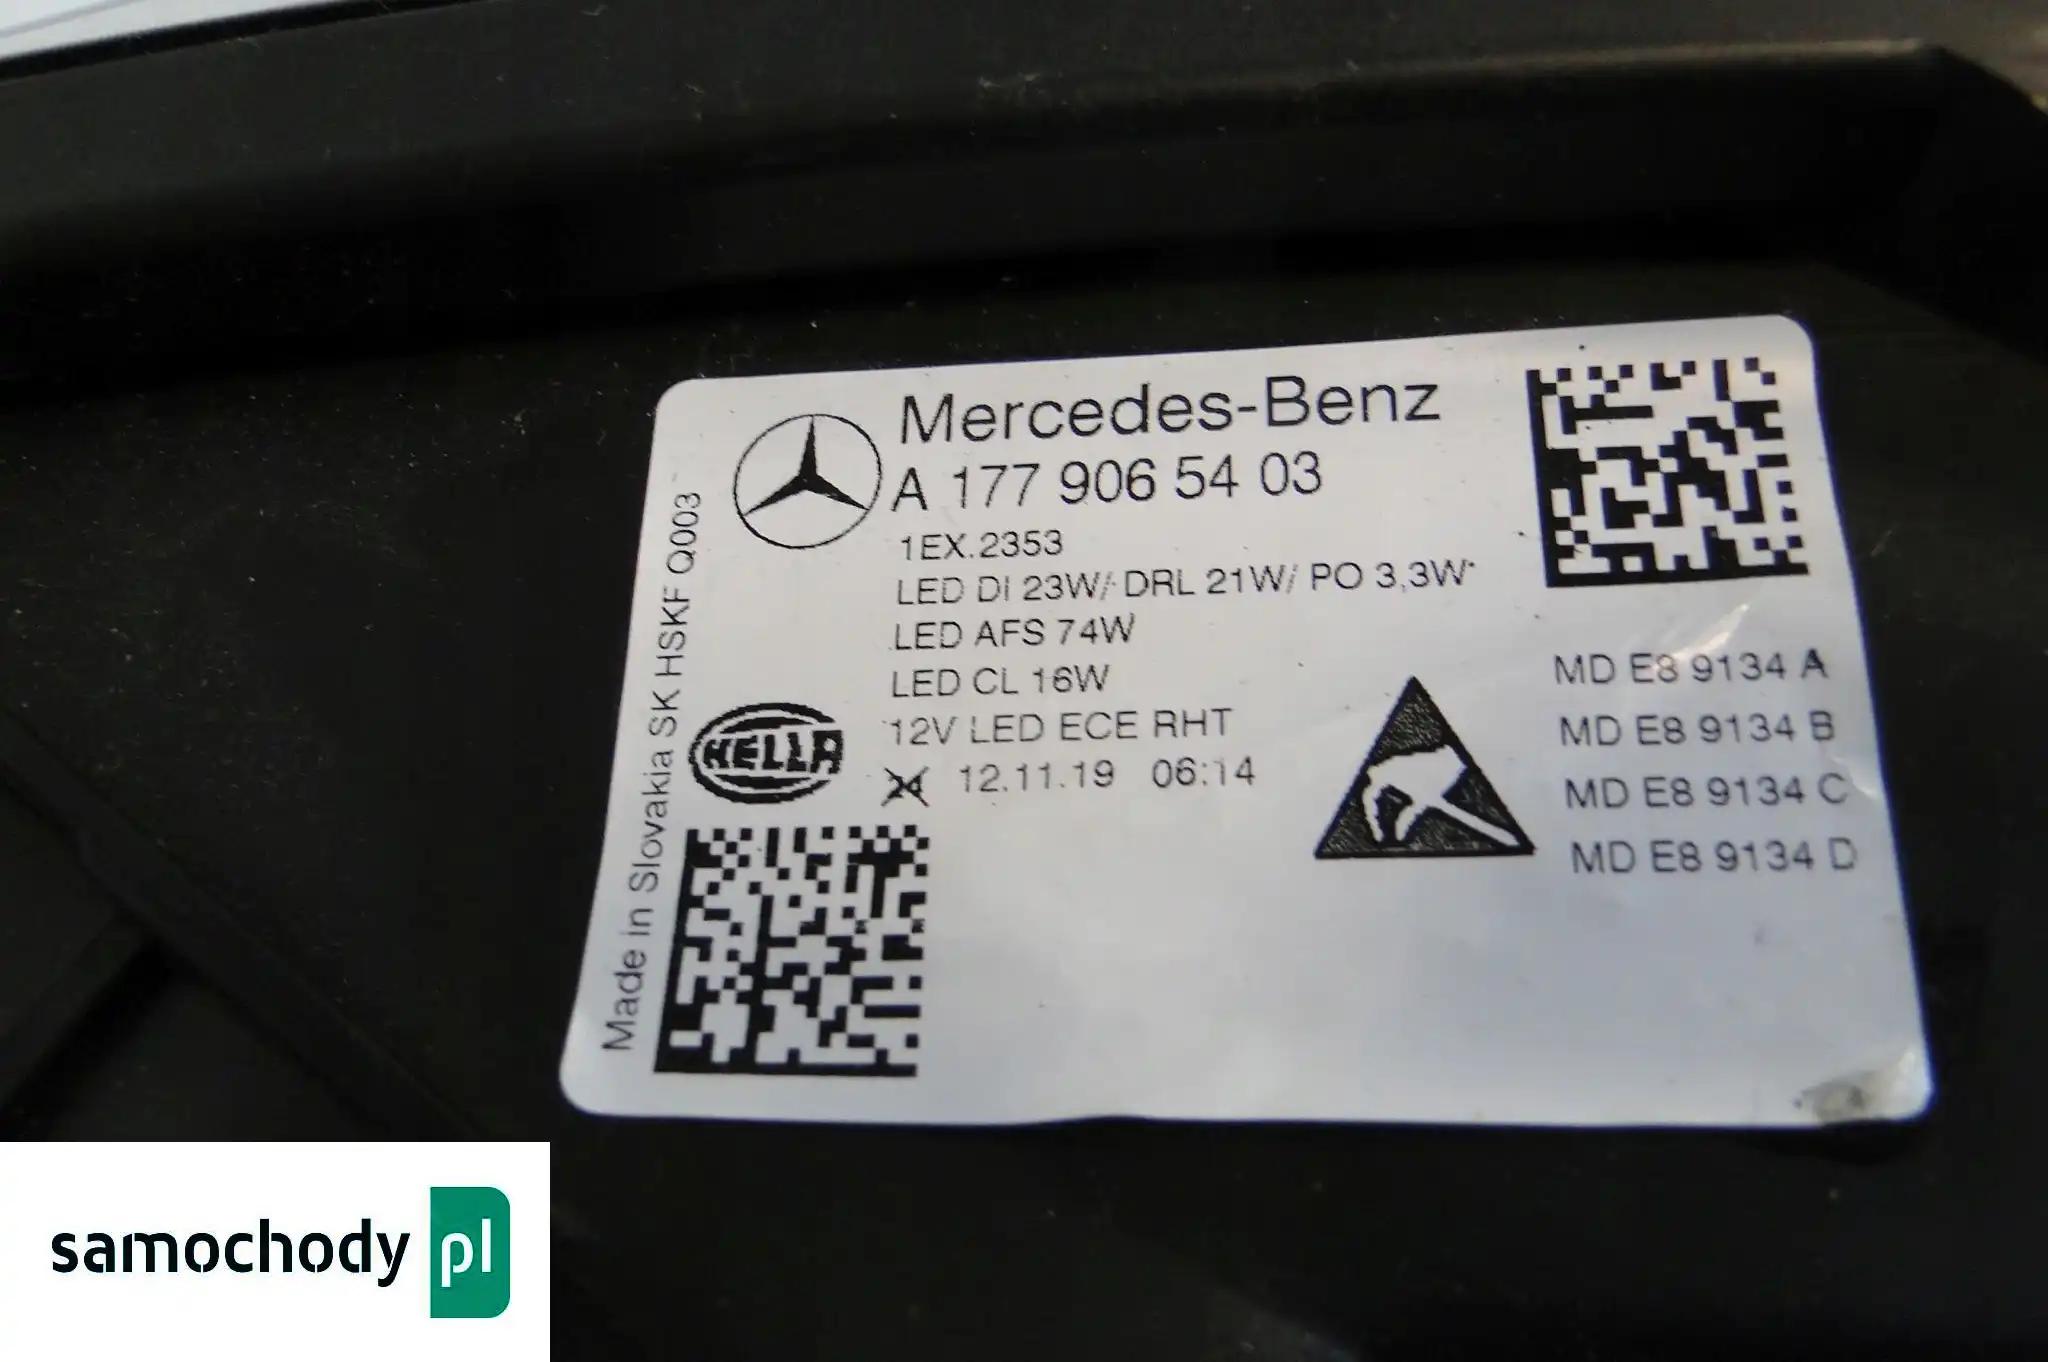 Mercedes-Benz
A 177 906 54 03
1EX.2353
LED DI 23W/ DRL 21W/ PO 3,3W
LED AFS 74W
LED CL 16W
12V LED ECE RHT
24 12.11.19 06:14
HELLA
Made in Slovakia SK HSKF Q003
MD E8 9134 A
MD E8 9134 B
MD E8 9134 C
MD E8 9134 D
samochody pl